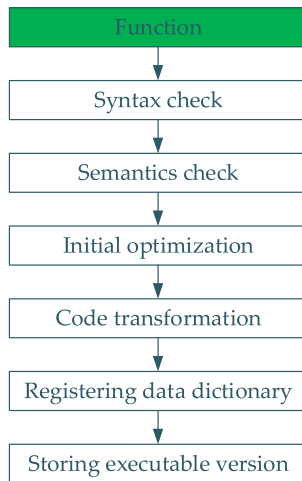 Function
Syntax check
Semantics check
Initial optimization
Code transformation
Registering data dictionary
Storing executable version